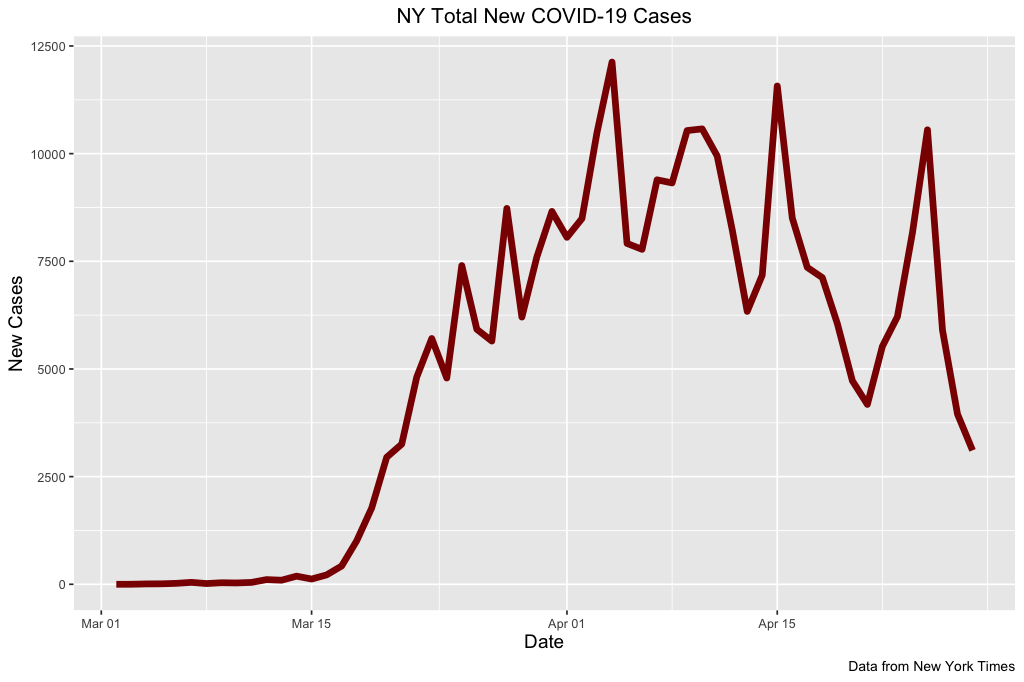 NY Total New COVID-19 Cases
12500
10000
7500
5000
2500
0
New Cases
Mar 01
Mar 15
Apr 01
Apr 15
Date
Data from New York Times